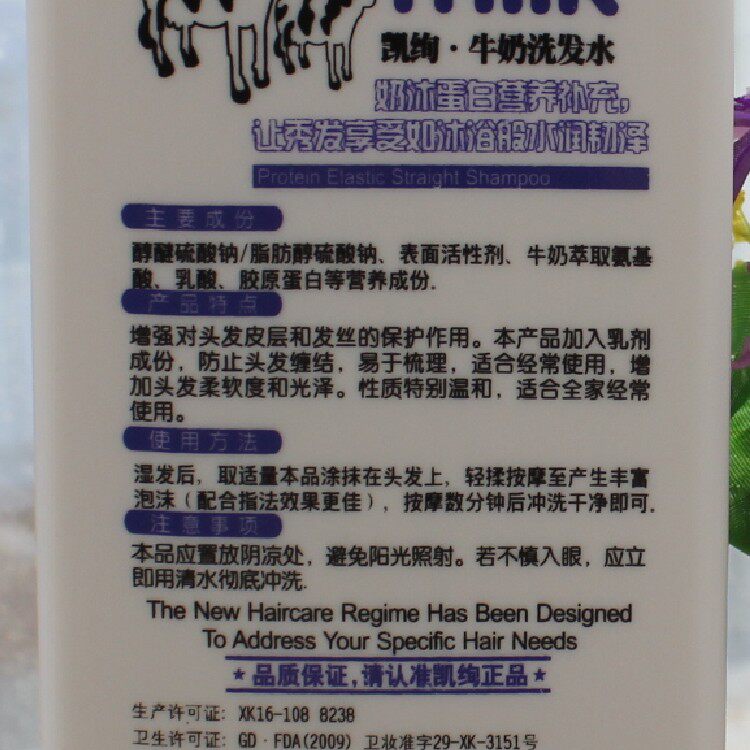 凯绚·牛奶洗发水
奶沐蛋白营养补充,
让秀发享受如沐浴般水润韧泽
Protein Elastic Straight Shampoo
主要成份
醇醚硫酸钠/脂肪醇硫酸钠、表面活性剂、牛奶萃取氨基
酸、乳酸、胶原蛋白等营养成份.
产品特点
增强对头发皮层和发丝的保护作用。本产品加入乳剂
成份，防止头发缠结，易于梳理，适合经常使用，增
加头发柔软度和光泽。性质特别温和，适合全家经常
使用。
使用方法
湿发后，取适量本品涂抹在头发上，轻揉按摩至产生丰富
泡沫（配合指法效果更佳），按摩数分钟后冲洗干净即可.
注意事项
本品应置放阴凉处，避免阳光照射。若不慎入眼，应立
即用清水彻底冲洗.
The New Haircare Regime Has Been Designed
To Address Your Specific Hair Needs
★品质保证,请认准凯绚正品★
生产许可证: XK16-108 8238
卫生许可证: GD·FDA(2009) 卫妆准字29-XK-3151号